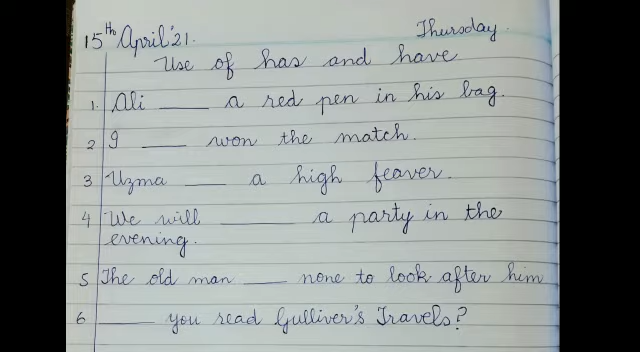 15th April'21. Thursday.
Use of has and have
1. Ali ____ a red pen in his bag.
2 I ____ won the match.
3 Uzma ____ a high feaver.
4 We will ____ a party in the
evening.
5 The old man ____ none to look after him
6 ____ you read Gulliver's Travels?